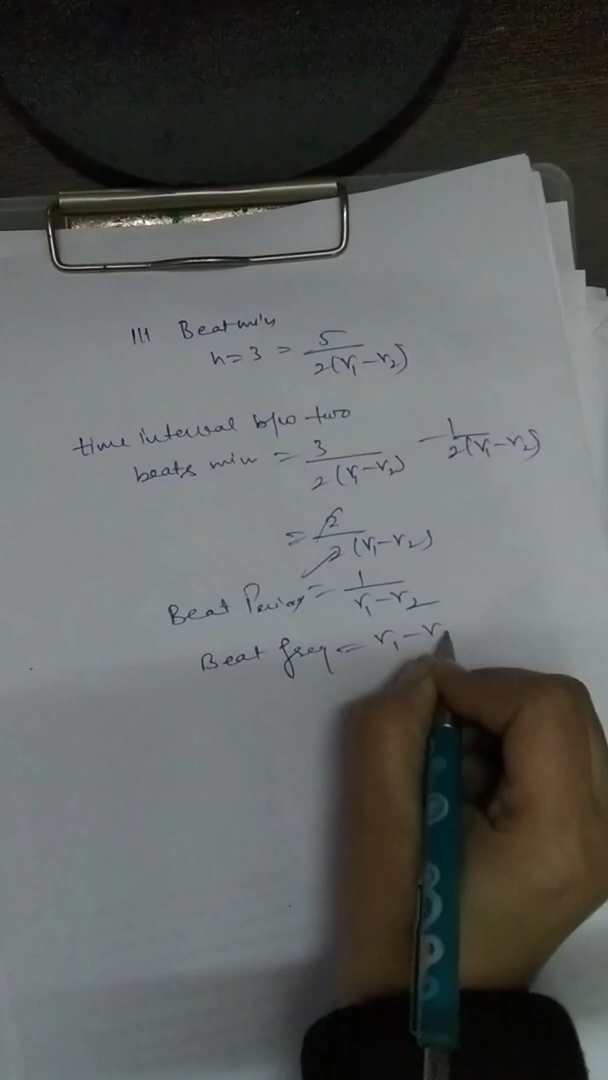 III Beat min
n=3 = 5/2(ν₁-ν₂)
time interval b/w two
beats min = 3/2(ν₁-ν₂) - 1/2(ν₁-ν₂)
= 2/2(ν₁-ν₂)
Beat Period = 1/ν₁-ν₂
Beat freq = ν₁-ν